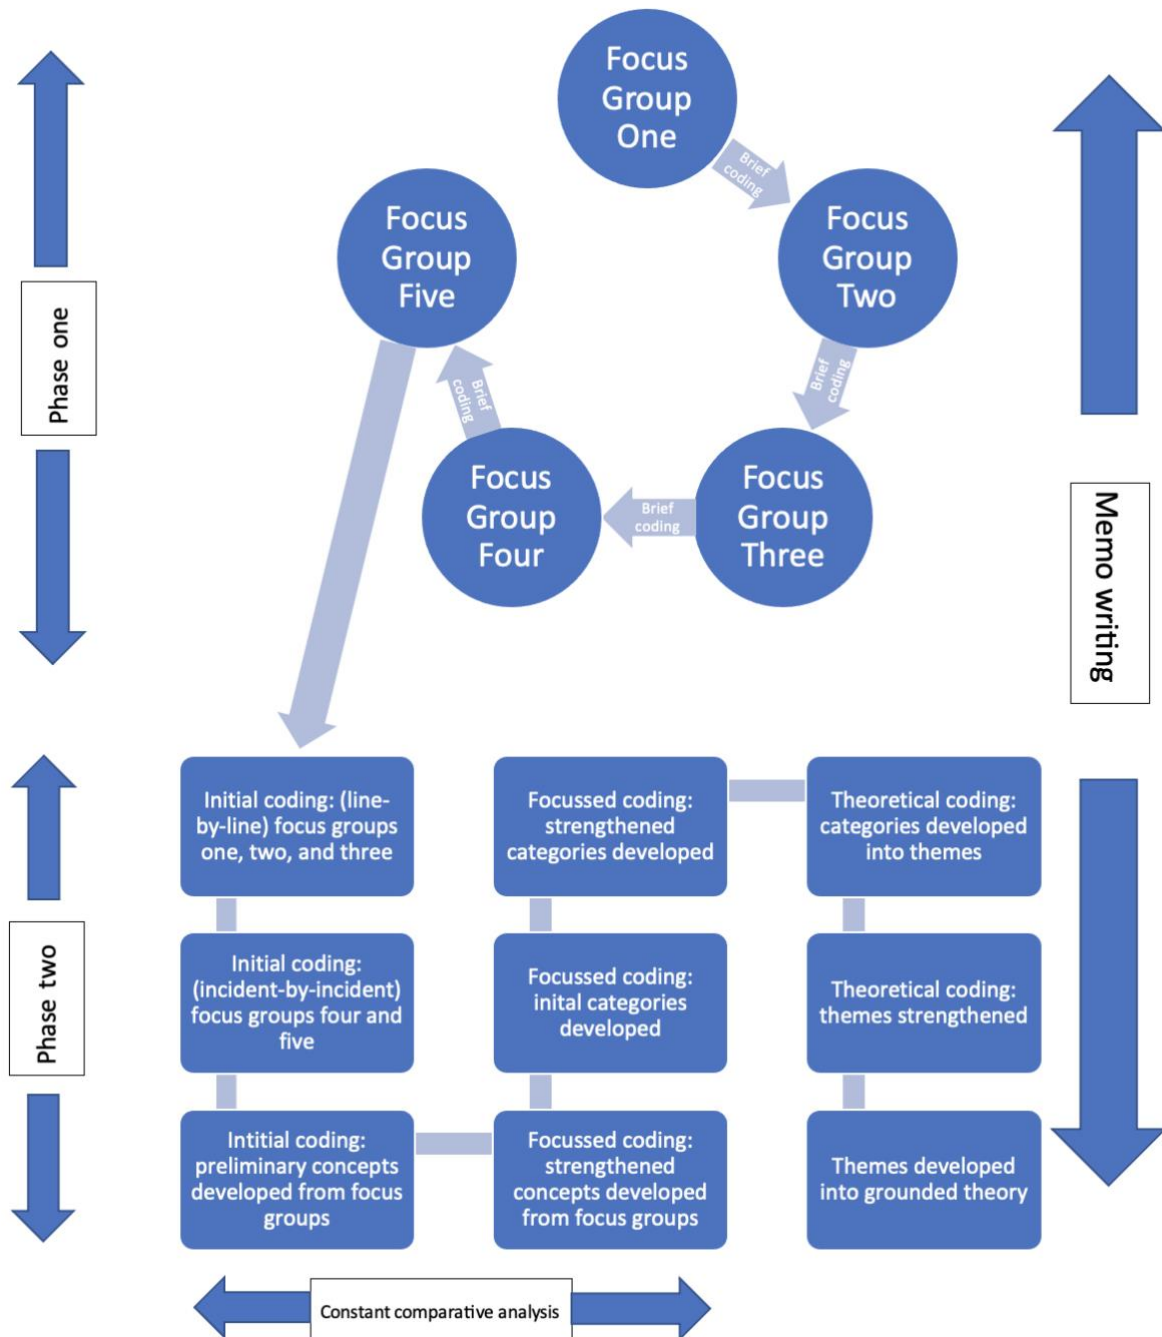 Focus
Group
One
Brief
coding
Focus
Group
Two
Brief
coding
Focus
Group
Three
Brief
coding
Focus
Group
Four
Brief
coding
Focus
Group
Five
Phase one
Memo writing
Phase two
Initial coding: (line-
by-line) focus groups
one, two, and three
Initial coding:
(incident-by-incident)
focus groups four and
five
Intitial coding:
preliminary concepts
developed from focus
groups
Focussed coding:
strengthened
concepts developed
from focus groups
Focussed coding:
inital categories
developed
Focussed coding:
strengthened
categories developed
Theoretical coding:
categories developed
into themes
Theoretical coding:
themes strengthened
Themes developed
into grounded theory
Constant comparative analysis